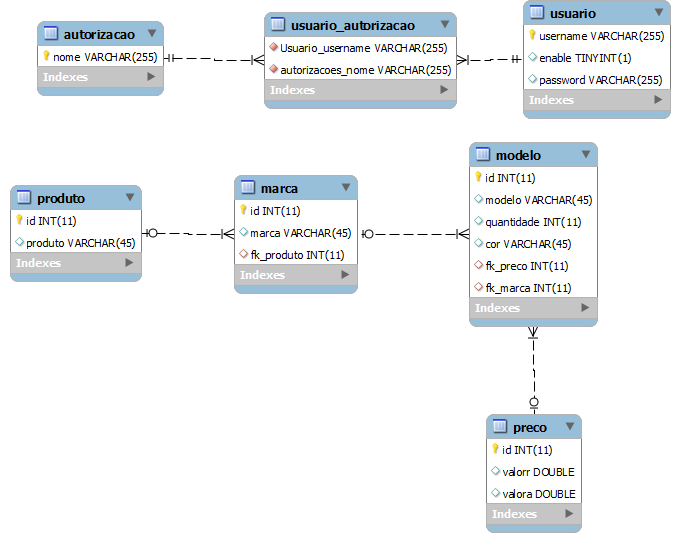 autorizacao
nome VARCHAR(255)
Indexes
usuario_autorizacao
Usuario_username VARCHAR(255)
autorizacoes_nome VARCHAR(255)
Indexes
usuario
username VARCHAR(255)
enable TINYINT(1)
password VARCHAR(255)
Indexes
produto
id INT(11)
produto VARCHAR(45)
Indexes
marca
id INT(11)
marca VARCHAR(45)
fk_produto INT(11)
Indexes
modelo
id INT(11)
modelo VARCHAR(45)
quantidade INT(11)
cor VARCHAR(45)
fk_preco INT(11)
fk_marca INT(11)
Indexes
preco
id INT(11)
valorr DOUBLE
valora DOUBLE
Indexes